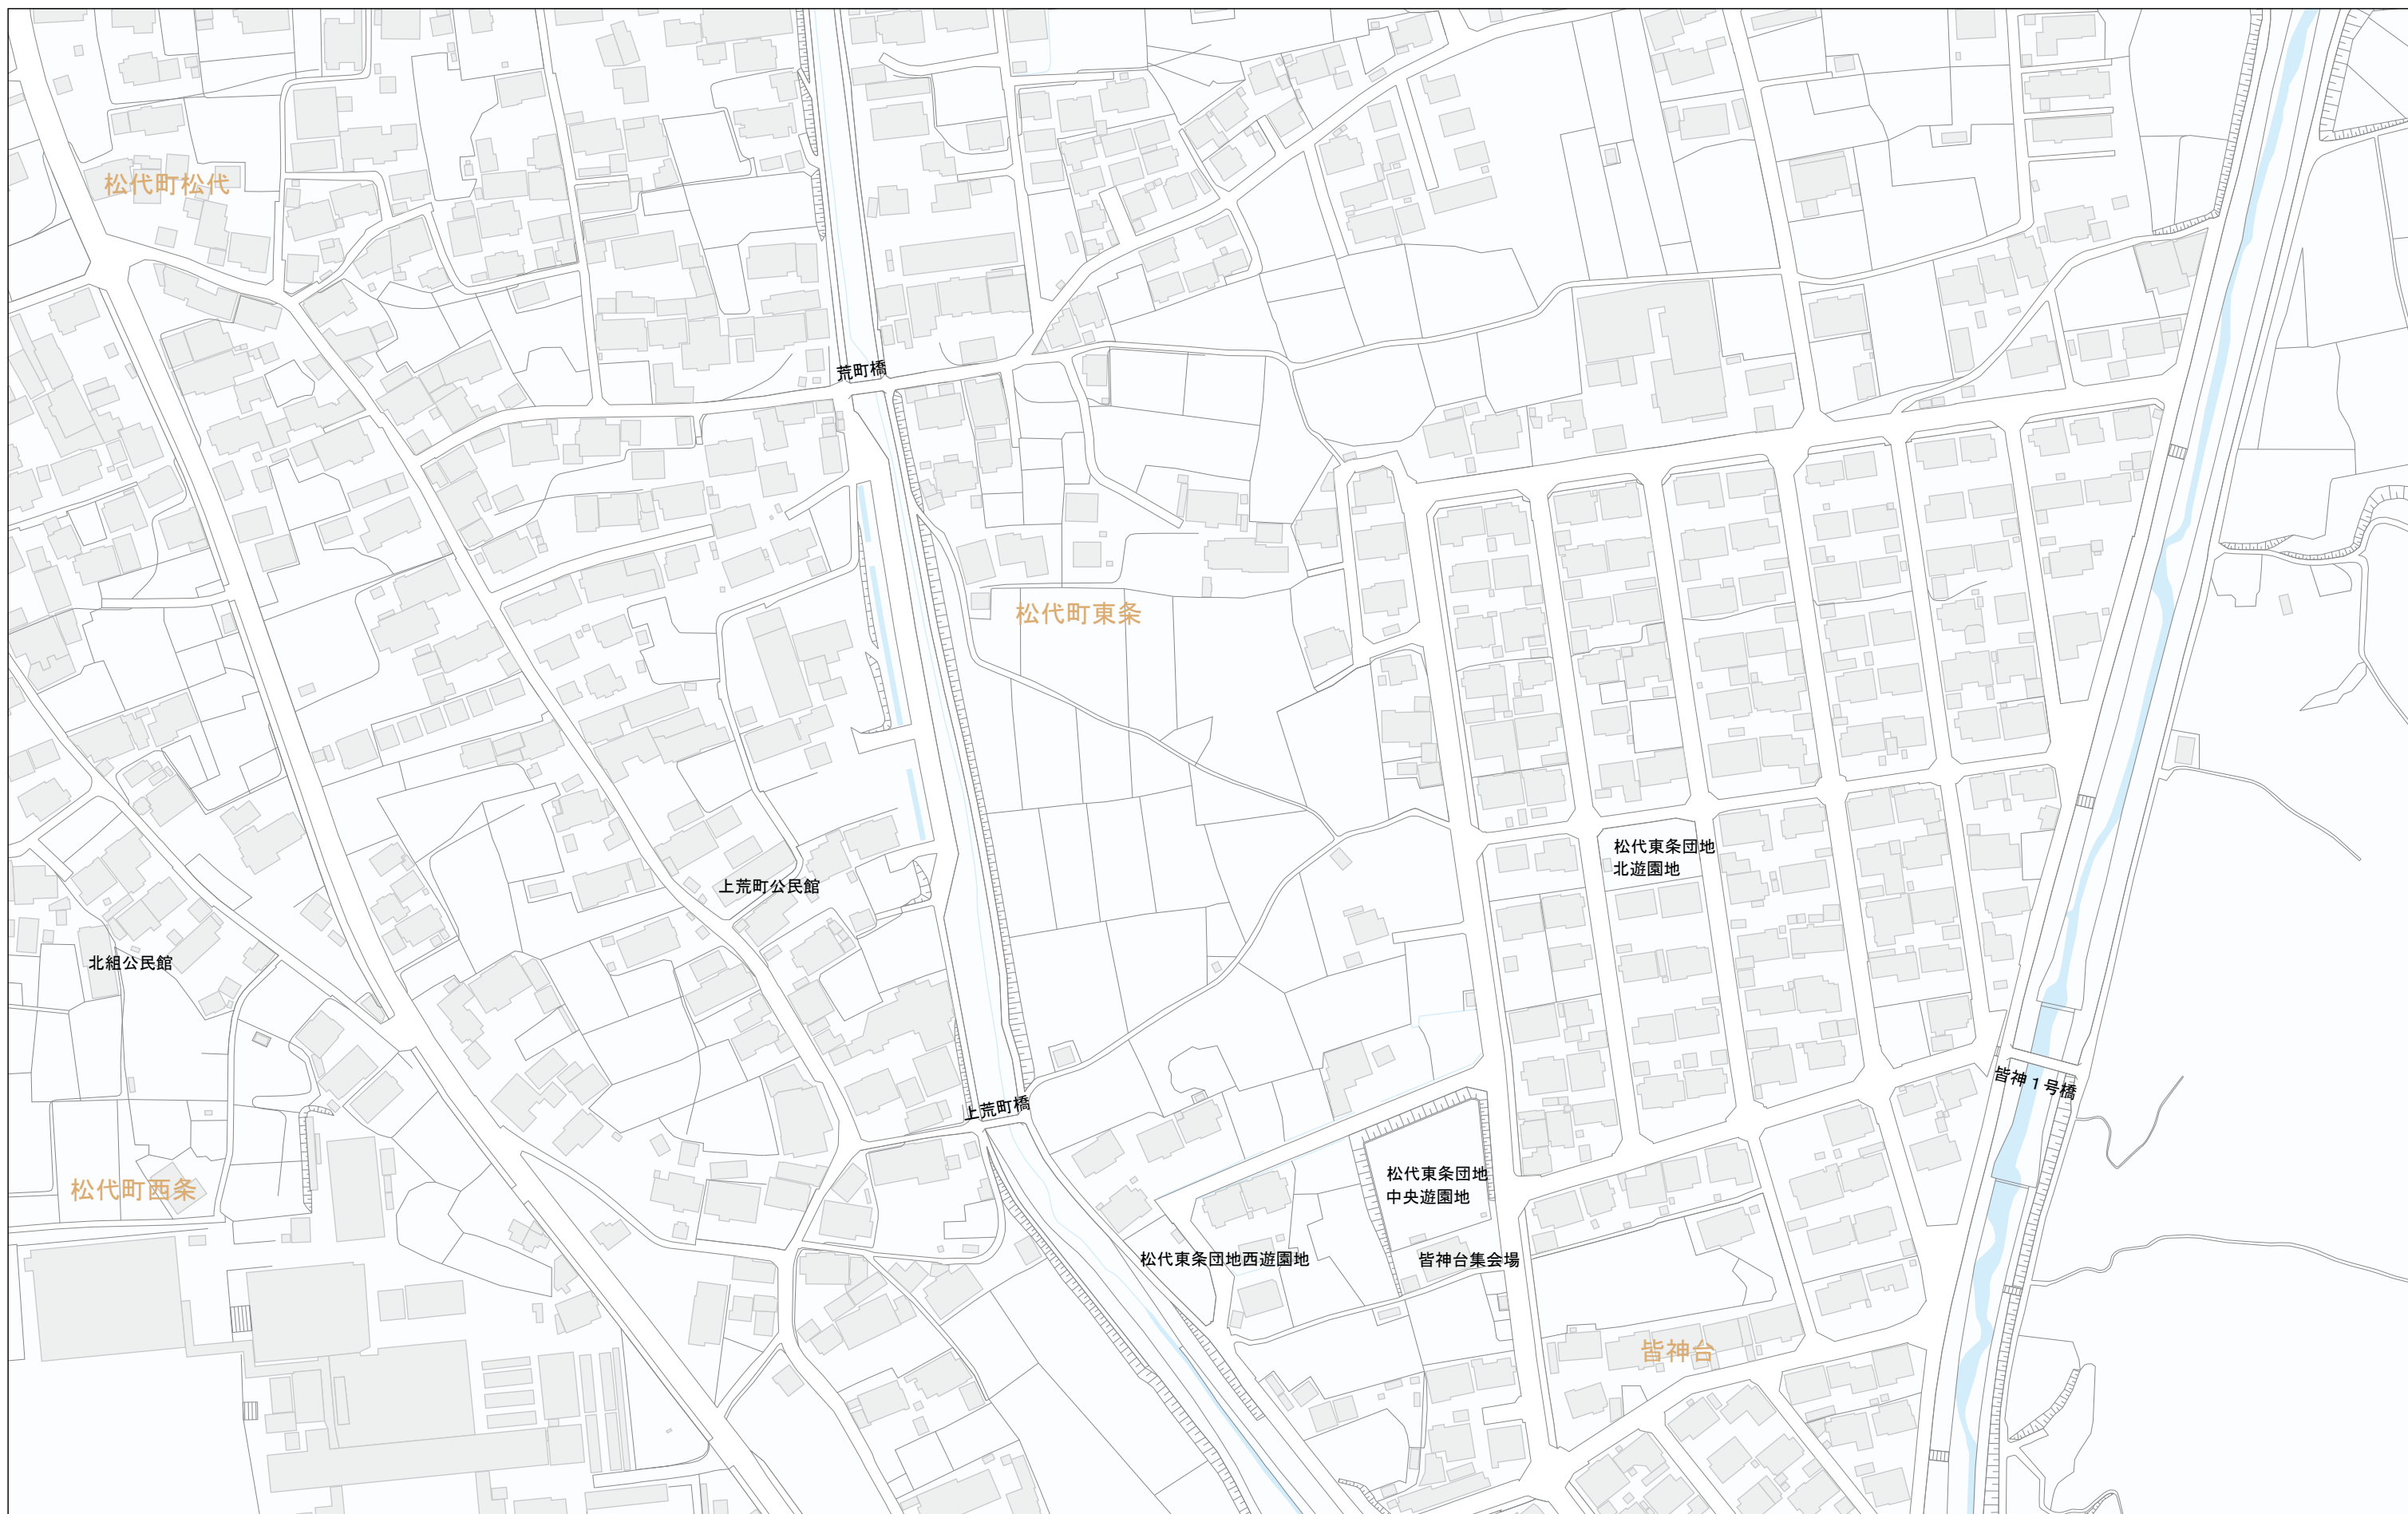 松代町松代
荒町橋
松代町東条
松代東条団地
北遊園地
上荒町公民館
北組公民館
皆神1号橋
上荒町橋
松代東条団地
中央遊園地
松代町西条
松代東条団地西遊園地
皆神台集会場
皆神台